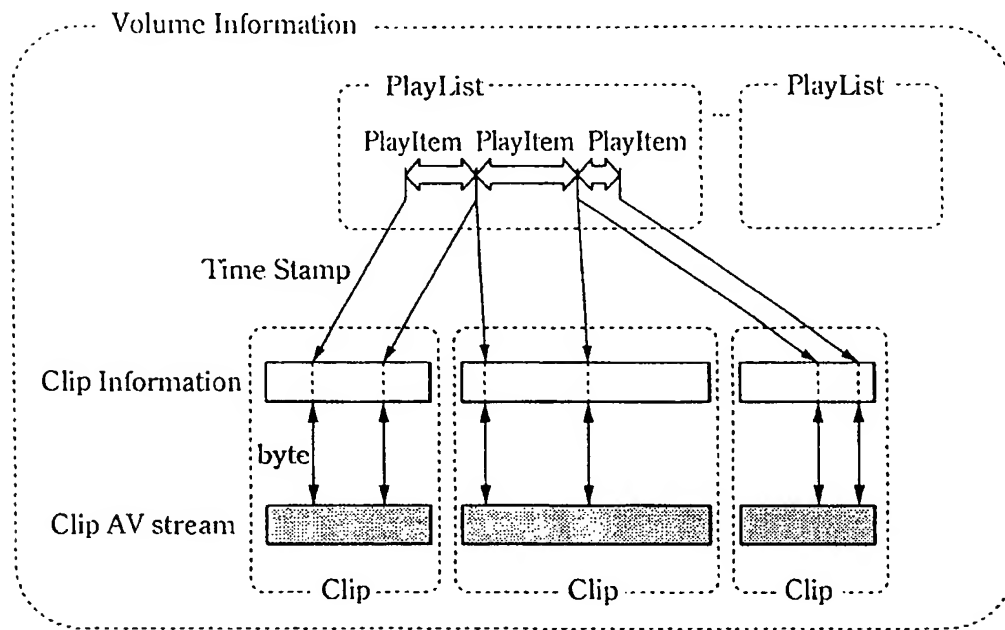 Volume Information
PlayList
PlayList
...
PlayItem PlayItem PlayItem
Time Stamp
Clip Information
byte
Clip AV stream
Clip
Clip
Clip